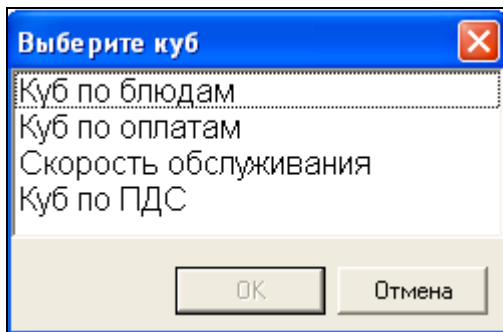 Выберите куб
Куб по блюдам
Куб по оплатам
Скорость обслуживания
Куб по ПДС
OK
Отмена